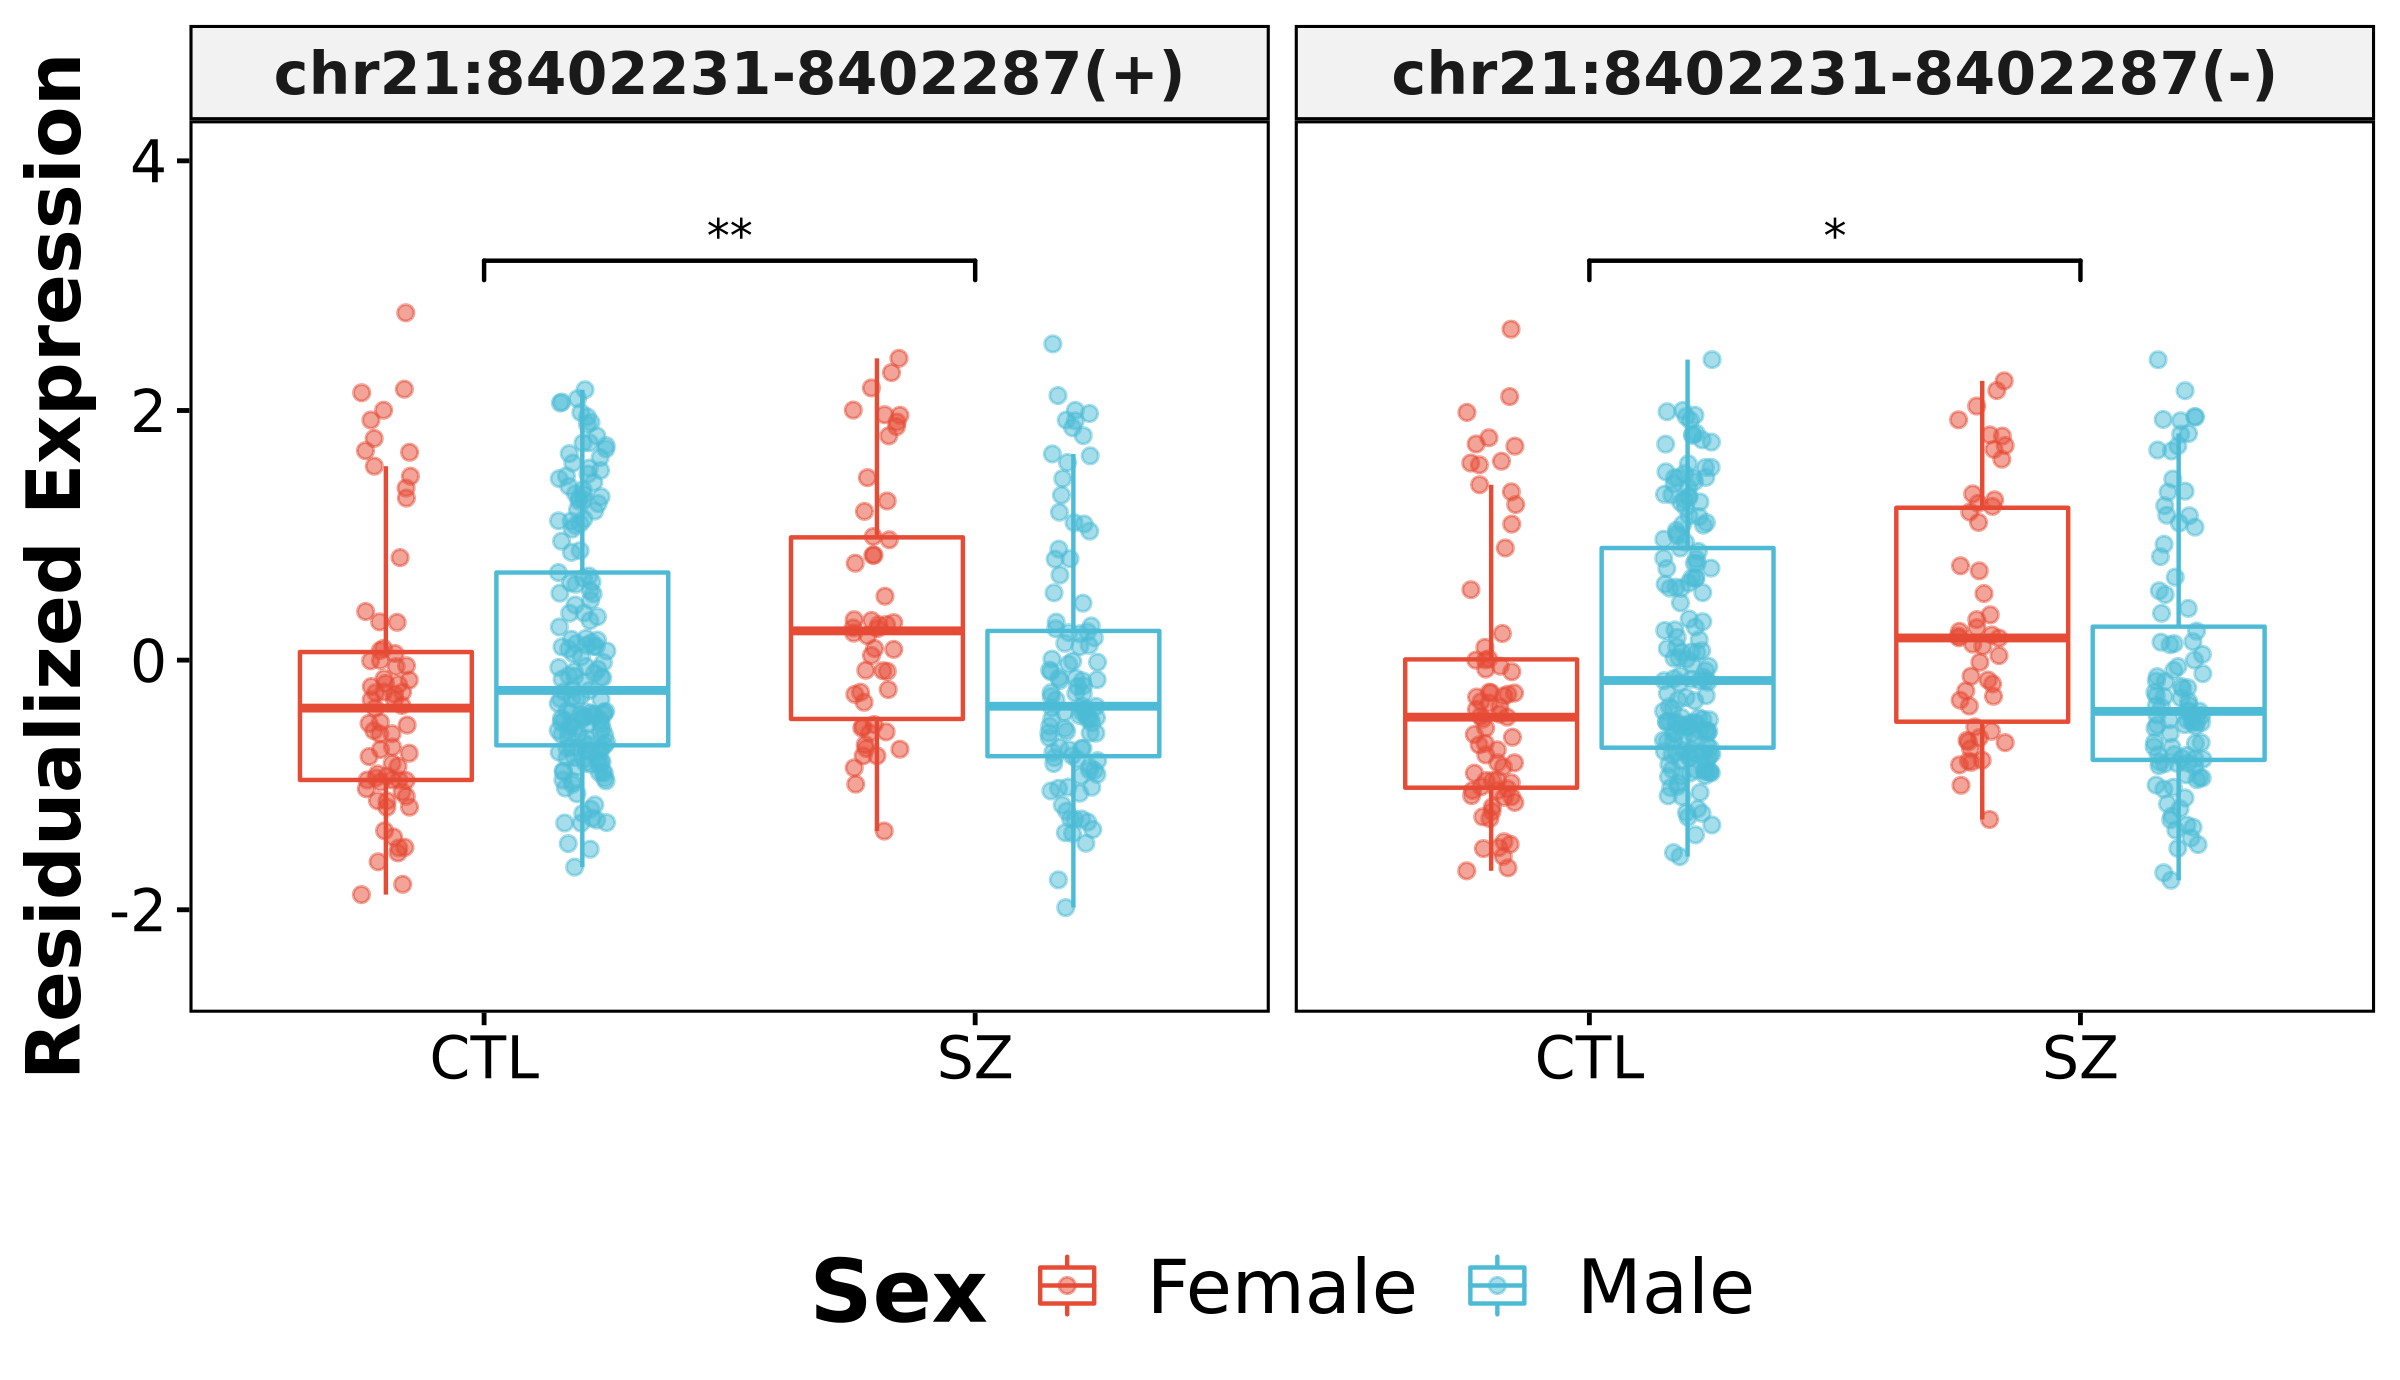 chr21:8402231-8402287(+) chr21:8402231-8402287(-)
Residualized Expression
4
2
0
-2
** *
CTL SZ CTL SZ
Sex Female Male